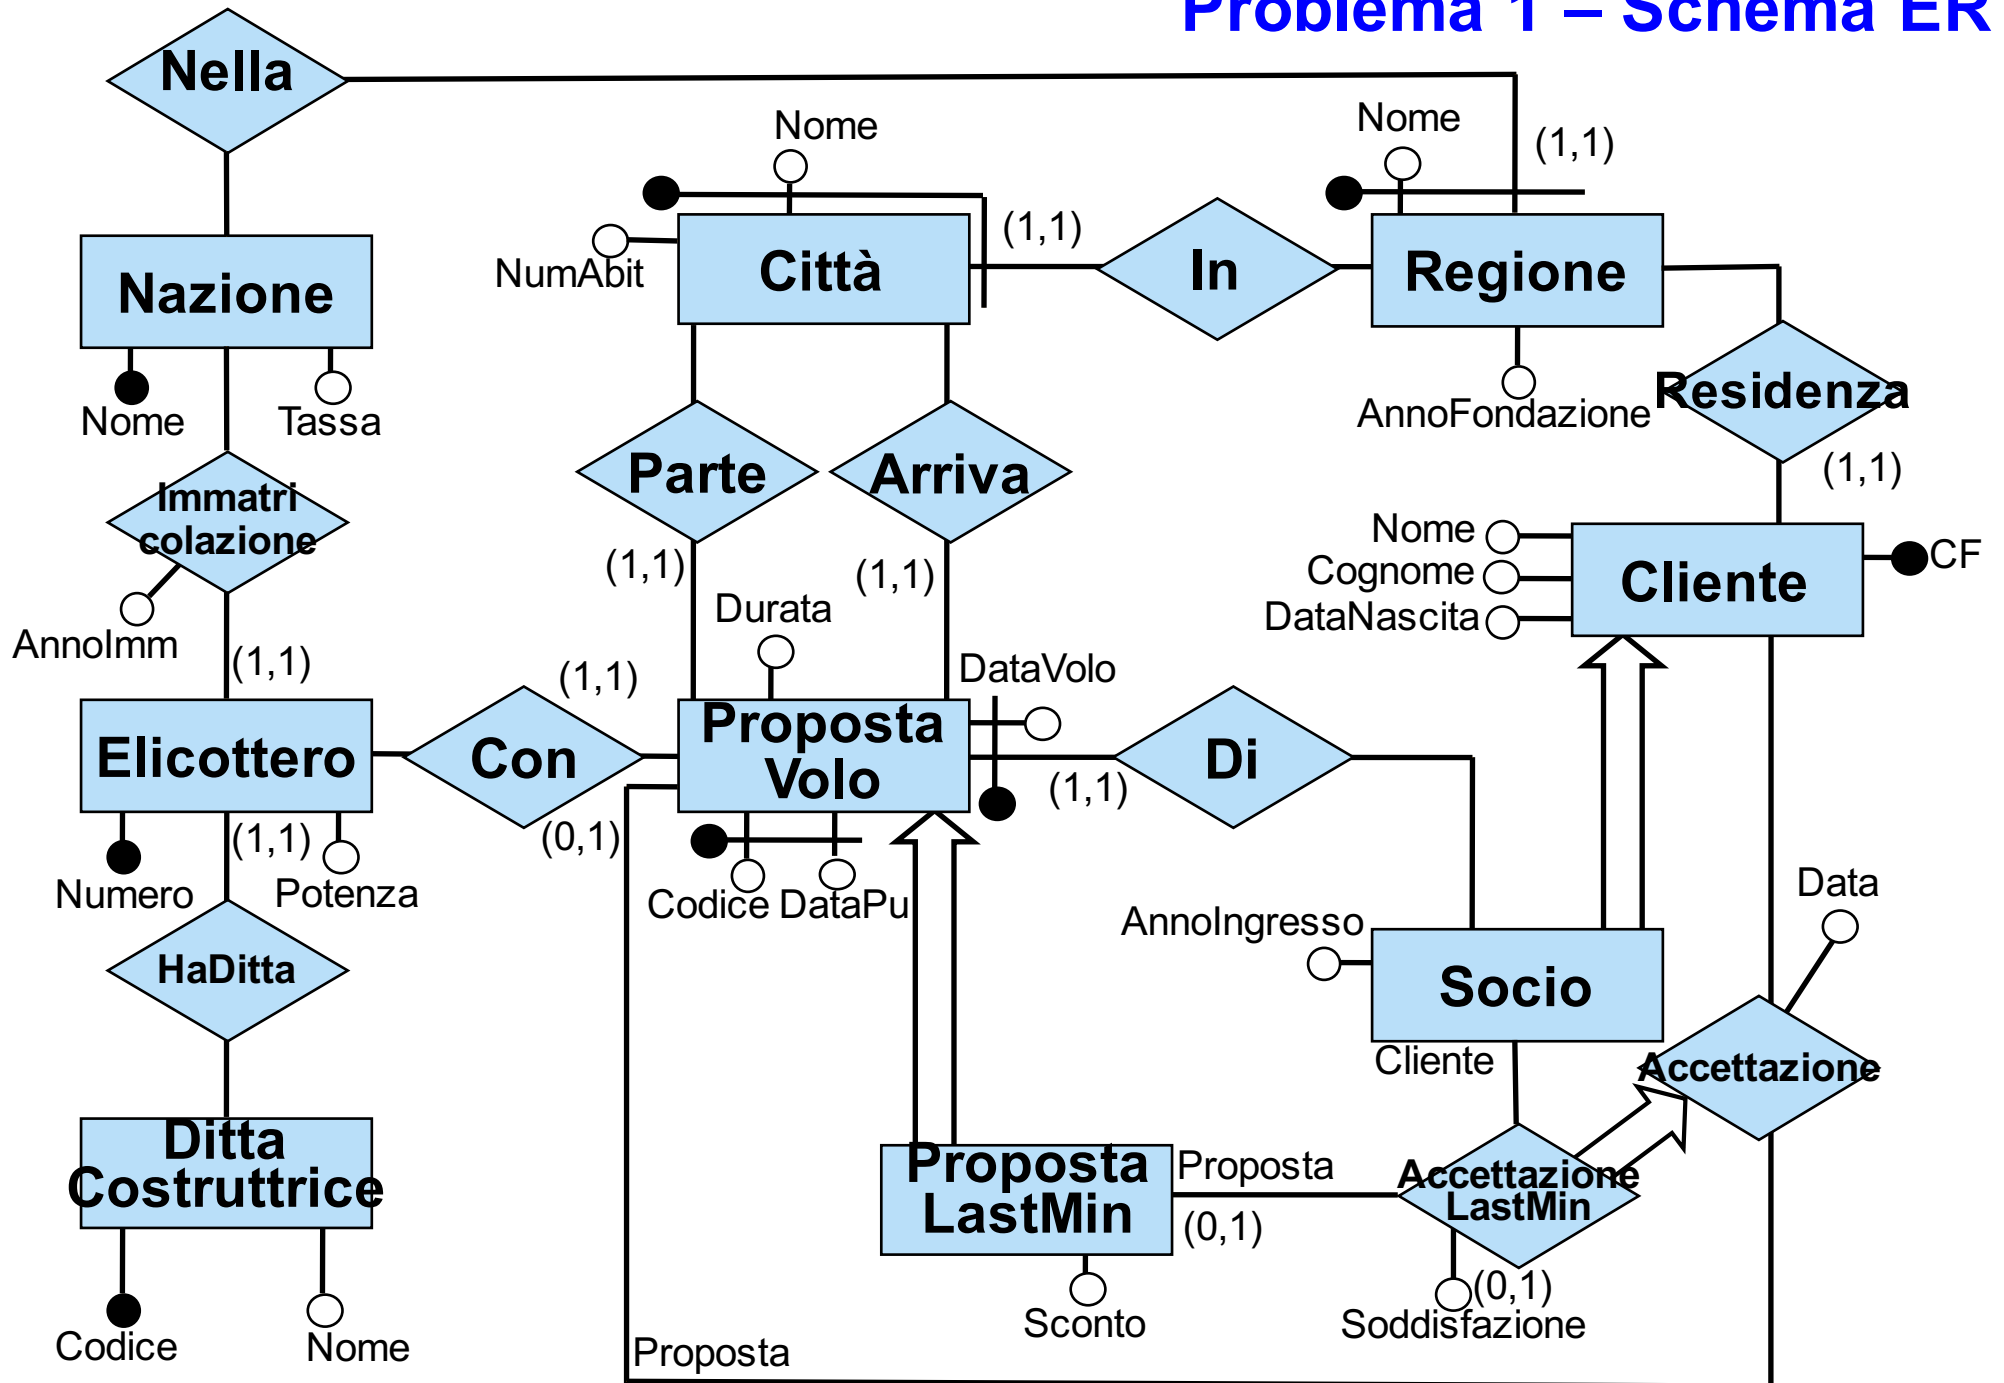 Problema 1 – Schema ER
Nella
Nome
Nome
(1,1)
(1,1)
NumAbit
Città
In
Regione
Nazione
Nome
Tassa
AnnoFondazione
Residenza
(1,1)
Parte
Arriva
Immatri
colazione
AnnoImm
(1,1)
(1,1)
(1,1)
Nome
Cognome
DataNascita
Cliente
CF
Durata
DataVolo
(1,1)
Elicottero
Con
Proposta
Volo
(1,1)
Di
(1,1)
(0,1)
Numero
Potenza
Codice
DataPu
Data
AnnoIngresso
HaDitta
Socio
Cliente
Accettazione
Ditta
Costruttrice
Proposta
LastMin
Proposta
(0,1)
Accettazione
LastMin
(0,1)
Sconto
Soddisfazione
Codice
Nome
Proposta